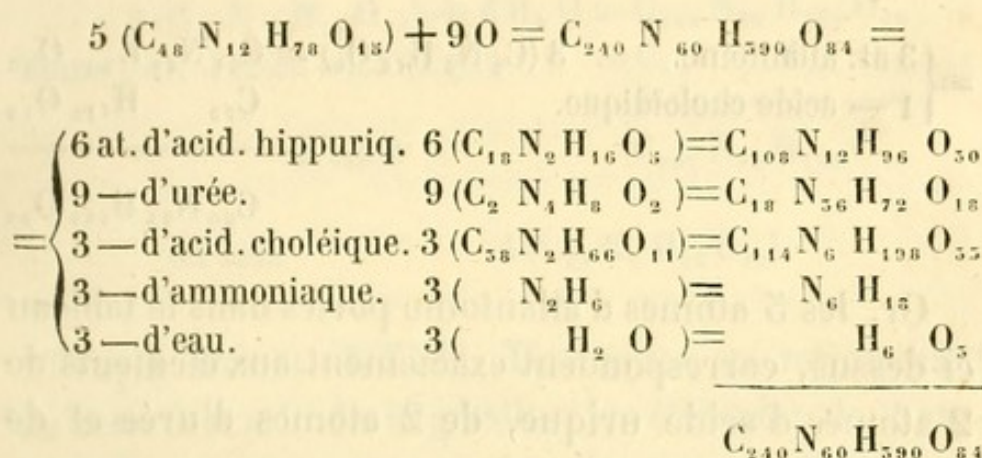 5 (C₄₈ N₁₂ H₇₈ O₁₅) + 9 O = C₂₄₀ N ₆₀ H₃₉₀ O₈₄ =
6 at. d'acid. hippuriq. 6 (C₁₈ N₂ H₁₆ O₅ ) = C₁₀₈ N₁₂ H₉₆ O₃₀
9 — d'urée. 9 (C₂ N₄ H₈ O₂ ) = C₁₈ N₃₆ H₇₂ O₁₈
= { 3 — d'acid. choléique. 3 (C₃₈ N₂ H₆₆ O₁₁) = C₁₁₄ N₆ H₁₉₈ O₃₃
3 — d'ammoniaque. 3 ( N₂ H₆ ) = N₆ H₁₈
3 — d'eau. 3 ( H₂ O ) = H₆ O₃
C₂₄₀ N₆₀ H₃₉₀ O₈₄